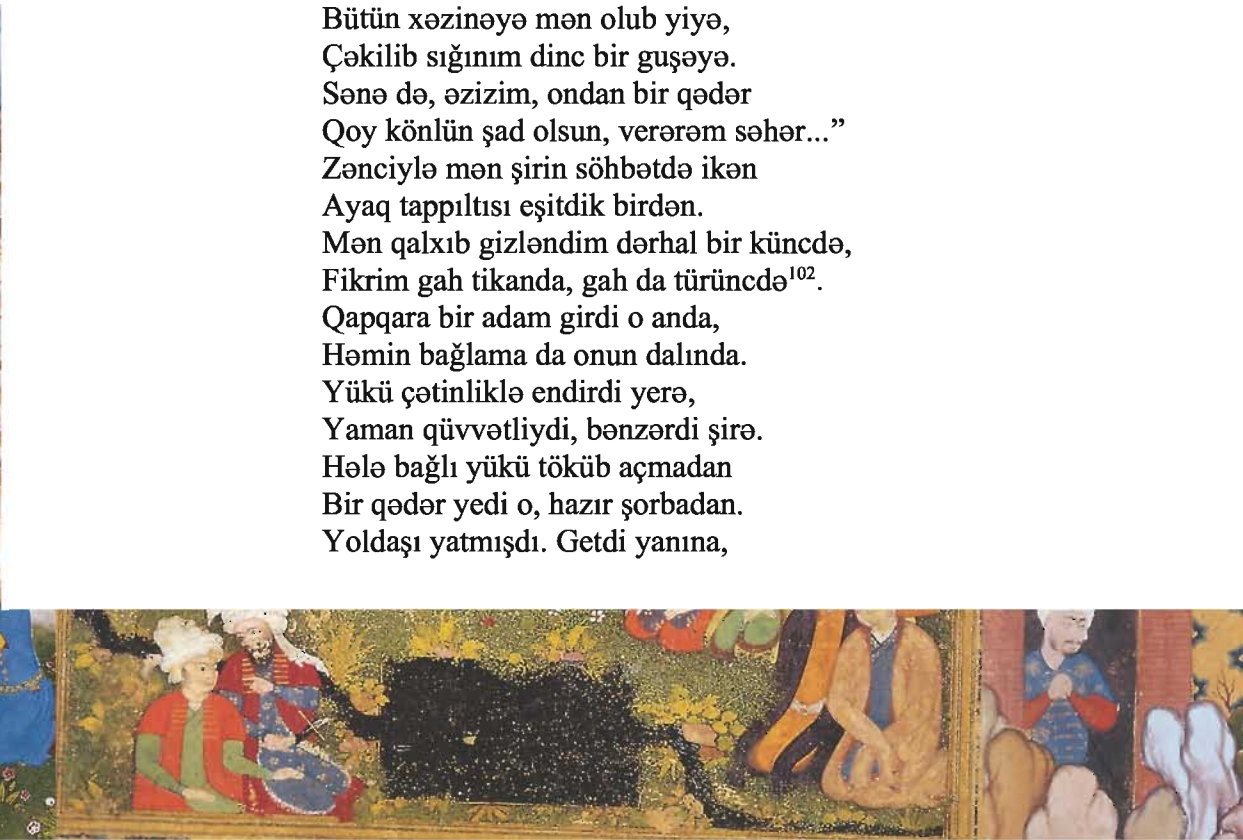 Bütün xəzinəyə mən olub yiyə,
Çəkilib sığınım dinc bir guşəyə.
Sənə də, əzizim, ondan bir qədər
Qoy könlün şad olsun, verərəm səhər...”
Zənciylə mən şirin söhbətdə ikən
Ayaq tappıltısı eşitdik birdən.
Mən qalxıb gizləndim dərhal bir küncdə,
Fikrim gah tikanda, gah da türüncdə¹⁰².
Qapqara bir adam girdi o anda,
Həmin bağlama da onun dalında.
Yükü çətinliklə endirdi yerə,
Yaman qüvvətliydi, bənzərdi şirə.
Hələ bağlı yükü töküb açmadan
Bir qədər yedi o, hazır şorbadan.
Yoldaşı yatmışdı. Getdi yanına,